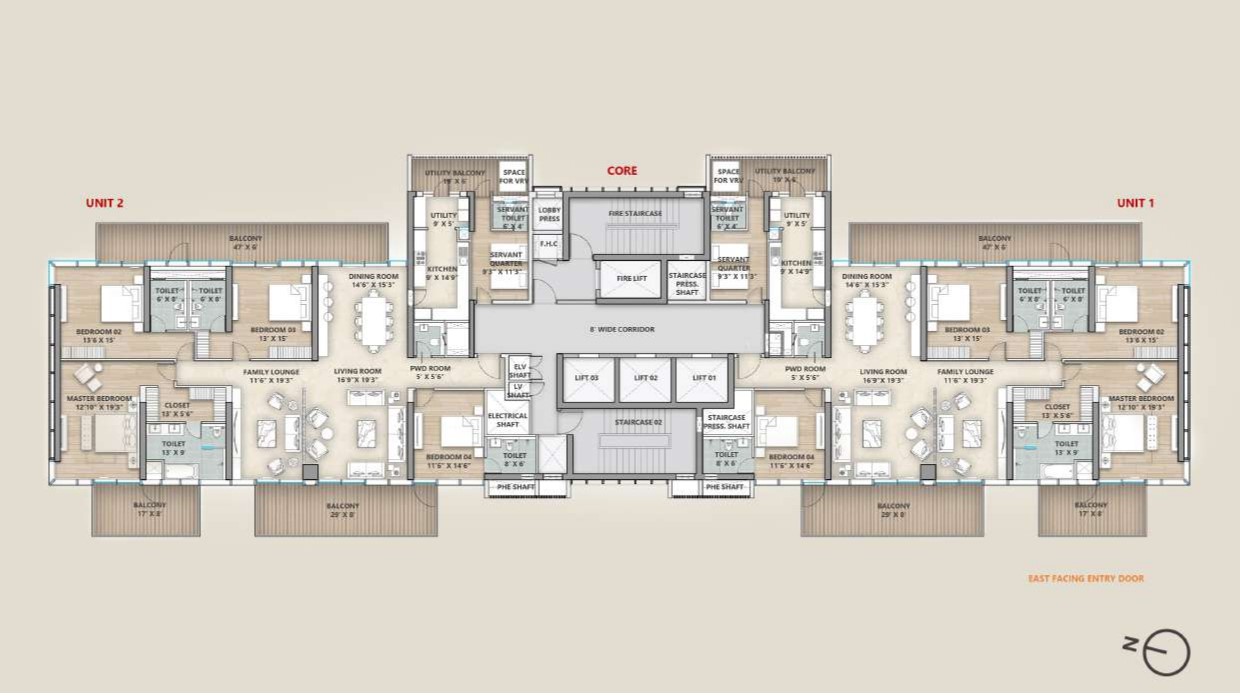 CORE
UNIT 2
UNIT 1
UTILITY BALCONY
19' X 6'
SPACE
FOR VRV
SPACE
FOR VRV
UTILITY BALCONY
19' X 6'
UTILITY
9' X 5'
SERVANT
TOILET
6' X 4'
LOBBY
PRESS
FIRE STAIRCASE
SERVANT
TOILET
6' X 4'
UTILITY
9' X 5'
BALCONY
47' X 6'
F.H.C
BALCONY
47' X 6'
SERVANT
QUARTER
9'3" X 11'3"
KITCHEN
9' X 14'9"
SERVANT
QUARTER
9'3" X 11'3"
KITCHEN
9' X 14'9"
DINING ROOM
14'6" X 15'3"
FIRE LIFT
STAIRCASE
PRESS.
SHAFT
DINING ROOM
14'6" X 15'3"
TOILET
6' X 8'
TOILET
6' X 8'
TOILET
6' X 8'
TOILET
6' X 8'
BEDROOM 02
13'6 X 15'
BEDROOM 03
13' X 15'
8' WIDE CORRIDOR
BEDROOM 03
13' X 15'
BEDROOM 02
13'6 X 15'
FAMILY LOUNGE
11'6" X 19'3"
LIVING ROOM
16'9" X 19'3"
PWD ROOM
5' X 5'6"
ELV
SHAFT
LV
SHAFT
LIFT 03
LIFT 02
LIFT 01
PWD ROOM
5' X 5'6"
LIVING ROOM
16'9" X 19'3"
FAMILY LOUNGE
11'6" X 19'3"
MASTER BEDROOM
12'10" X 19'3"
CLOSET
13' X 5'6"
CLOSET
13' X 5'6"
MASTER BEDROOM
12'10" X 19'3"
ELECTRICAL
SHAFT
STAIRCASE 02
STAIRCASE
PRESS. SHAFT
TOILET
13' X 9'
BEDROOM 04
11'6" X 14'6"
TOILET
8' X 6'
TOILET
8' X 6'
BEDROOM 04
11'6" X 14'6"
TOILET
13' X 9'
PHE SHAFT
PHE SHAFT
BALCONY
17' X 8'
BALCONY
29' X 8'
BALCONY
29' X 8'
BALCONY
17' X 8'
EAST FACING ENTRY DOOR
N